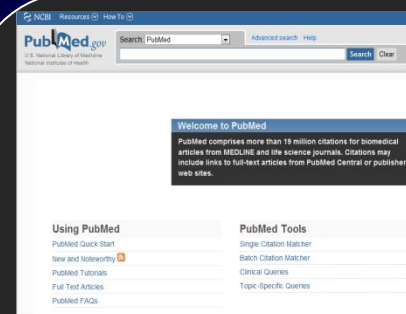 NCBI Resources How To
PubMed.gov
U.S. National Library of Medicine
National Institutes of Health
Search: PubMed
Advanced search Help
Search Clear
Welcome to PubMed
PubMed comprises more than 19 million citations for biomedical
articles from MEDLINE and life science journals. Citations may
include links to full-text articles from PubMed Central or publisher
web sites.
Using PubMed
PubMed Quick Start
New and Noteworthy
PubMed Tutorials
Full Text Articles
PubMed FAQs
PubMed Tools
Single Citation Matcher
Batch Citation Matcher
Clinical Queries
Topic-Specific Queries